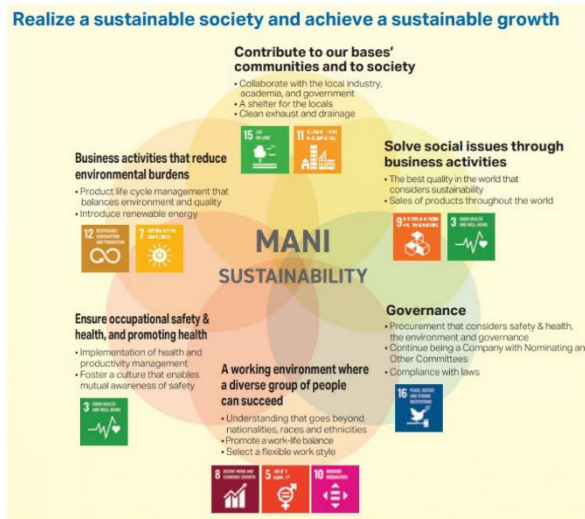 Realize a sustainable society and achieve a sustainable growth
Contribute to our bases'
communities and to society
• Collaborate with the local industry,
academia, and government
• A shelter for the locals
• Clean exhaust and drainage
15
11
Business activities that reduce
environmental burdens
• Product life cycle management that
balances environment and quality
• Introduce renewable energy
12
7
Solve social issues through
business activities
• The best quality in the world that
considers sustainability
• Sales of products throughout the world
9
3 GOOD HEALTH
AND WELL-BEING
MANI
SUSTAINABILITY
Ensure occupational safety &
health, and promoting health
• Implementation of health and
productivity management
• Foster a culture that enables
mutual awareness of safety
3 GOOD HEALTH
AND WELL-BEING
A working environment where
a diverse group of people
can succeed
• Understanding that goes beyond
nationalities, races and ethnicities
• Promote a work-life balance
• Select a flexible work style
8 DECENT WORK AND
ECONOMIC GROWTH
5
10 REDUCED
INEQUALITIES
Governance
• Procurement that considers safety & health,
the environment and governance
• Continue being a Company with Nominating an
Other Committees
• Compliance with laws
16 PEACE, JUSTICE
AND STRONG
INSTITUTIONS